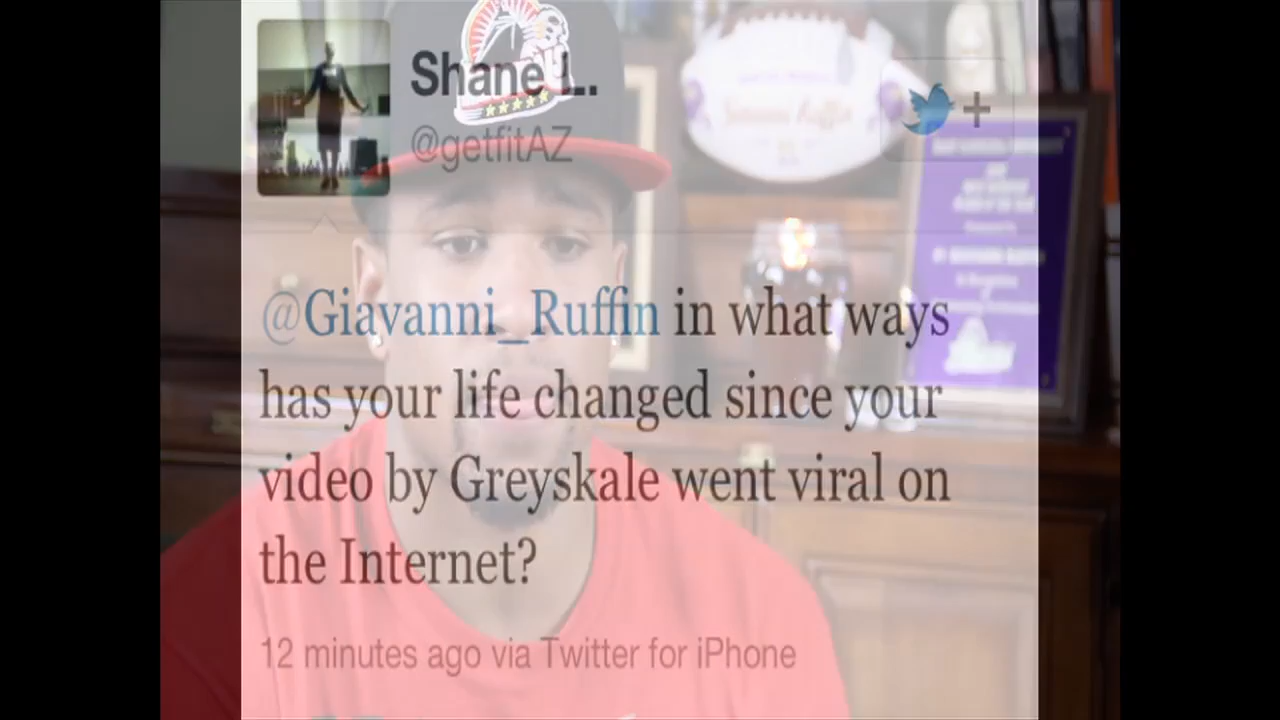 Shane L.
@getfitAZ
@Giavanni_Ruffin in what ways
has your life changed since your
video by Greyskale went viral on
the Internet?
12 minutes ago via Twitter for iPhone